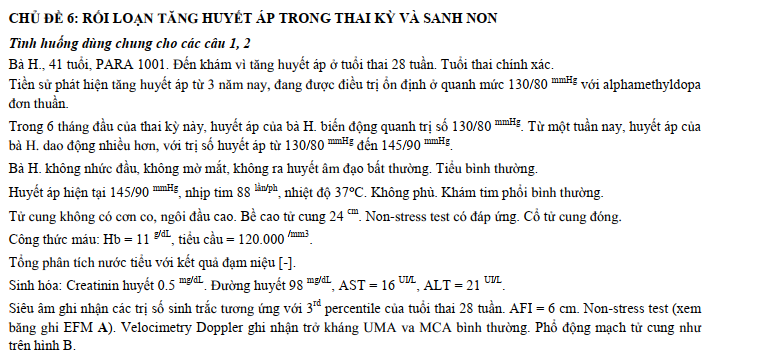 CHỦ ĐỀ 6: RỐI LOẠN TĂNG HUYẾT ÁP TRONG THAI KỲ VÀ SANH NON
Tình huống dùng chung cho các câu 1, 2
Bà H., 41 tuổi, PARA 1001. Đến khám vì tăng huyết áp ở tuổi thai 28 tuần. Tuổi thai chính xác.
Tiền sử phát hiện tăng huyết áp từ 3 năm nay, đang được điều trị ổn định ở quanh mức 130/80 mmHg với alphamethyldopa
đơn thuần.
Trong 6 tháng đầu của thai kỳ này, huyết áp của bà H. biến động quanh trị số 130/80 mmHg. Từ một tuần nay, huyết áp của
bà H. dao động nhiều hơn, với trị số huyết áp từ 130/80 mmHg đến 145/90 mmHg.
Bà H. không nhức đầu, không mờ mắt, không ra huyết âm đạo bất thường. Tiểu bình thường.
Huyết áp hiện tại 145/90 mmHg, nhịp tim 88 lần/ph, nhiệt độ 37°C. Không phù. Khám tim phổi bình thường.
Tử cung không có cơn co, ngôi đầu cao. Bề cao tử cung 24 cm. Non-stress test có đáp ứng. Cổ tử cung đóng.
Công thức máu: Hb = 11 g/dL, tiểu cầu = 120.000 /mm3.
Tổng phân tích nước tiểu với kết quả đạm niệu [-].
Sinh hóa: Creatinin huyết 0.5 mg/dL. Đường huyết 98 mg/dL, AST = 16 UI/L, ALT = 21 UI/L.
Siêu âm ghi nhận các trị số sinh trắc tương ứng với 3rd percentile của tuổi thai 28 tuần. AFI = 6 cm. Non-stress test (xem
băng ghi EFM A). Velocimetry Doppler ghi nhận trở kháng UMA va MCA bình thường. Phổ động mạch tử cung như
trên hình B.